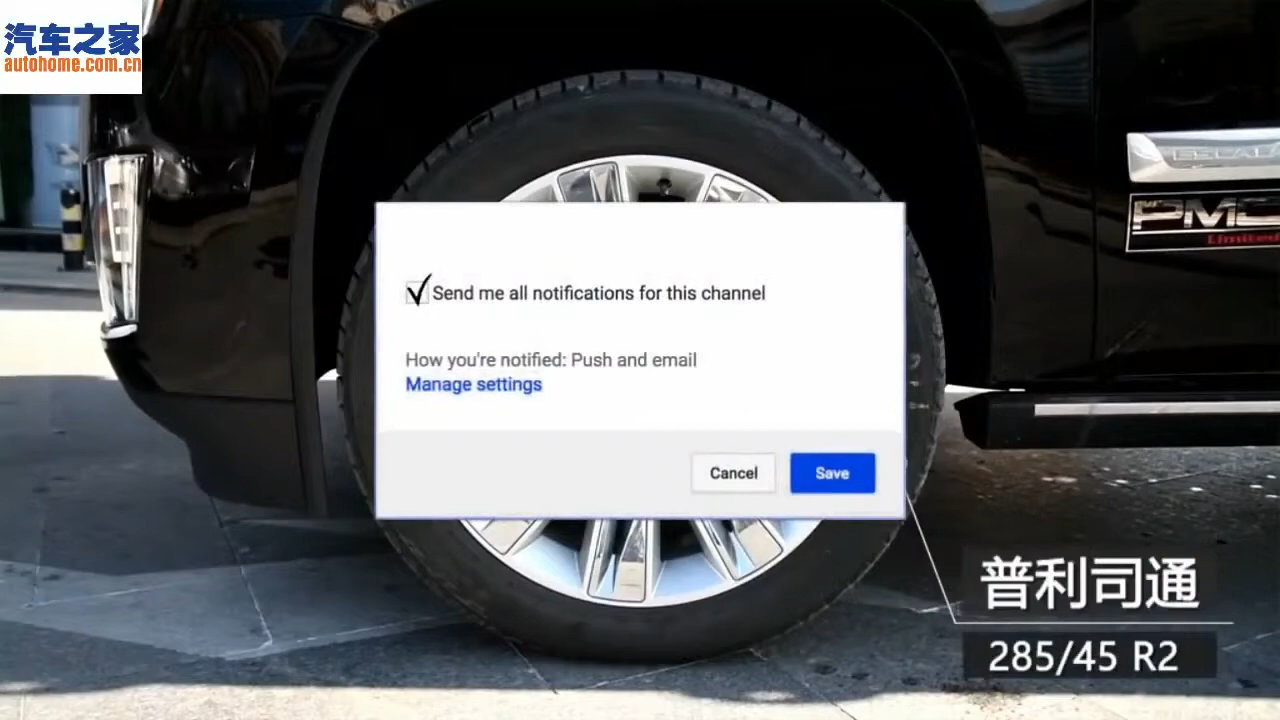 汽车之家
autohome.com.cn
Send me all notifications for this channel
How you're notified: Push and email
Manage settings
Cancel
Save
Limited
普利司通
285/45 R2